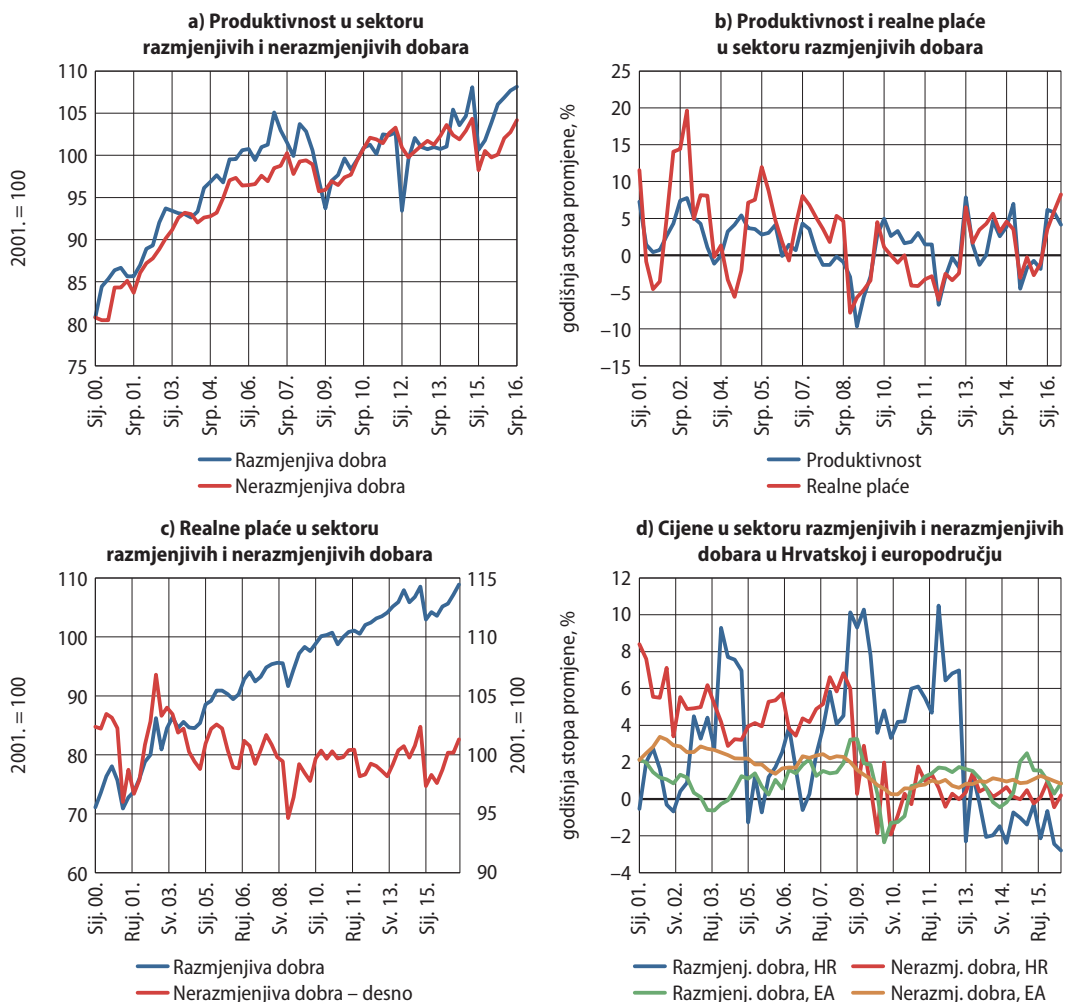 a) Produktivnost u sektoru
razmjenjivih i nerazmjenjivih dobara
2001. = 100
110
105
100
95
90
85
80
75
Sij. 00.
Srp. 01.
Sij. 03.
Srp. 04.
Sij. 06.
Srp. 07.
Sij. 09.
Srp. 10.
Sij. 12.
Srp. 13.
Sij. 15.
Srp. 16.
Razmjenjiva dobra
Nerazmjenjiva dobra
b) Produktivnost i realne plaće
u sektoru razmjenjivih dobara
godišnja stopa promjene, %
25
20
15
10
5
0
−5
−10
−15
Sij. 01.
Srp. 02.
Sij. 04.
Srp. 05.
Sij. 07.
Srp. 08.
Sij. 10.
Srp. 11.
Sij. 13.
Srp. 14.
Sij. 16.
Produktivnost
Realne plaće
c) Realne plaće u sektoru
razmjenjivih i nerazmjenjivih dobara
2001. = 100
110
100
90
80
70
60
115
110
105
100
95
90
2001. = 100
Sij. 00.
Ruj. 01.
Sv. 03.
Sij. 05.
Ruj. 06.
Sv. 08.
Sij. 10.
Ruj. 11.
Sv. 13.
Sij. 15.
Razmjenjiva dobra
Nerazmjenjiva dobra – desno
d) Cijene u sektoru razmjenjivih i nerazmjenjivih
dobara u Hrvatskoj i europodručju
godišnja stopa promjene, %
12
10
8
6
4
2
0
−2
−4
Sij. 01.
Sv. 02.
Ruj. 03.
Sij. 05.
Sv. 06.
Ruj. 07.
Sij. 09.
Sv. 10.
Ruj. 11.
Sij. 13.
Sv. 14.
Ruj. 15.
Razmjenj. dobra, HR
Nerazmj. dobra, HR
Razmjenj. dobra, EA
Nerazmj. dobra, EA